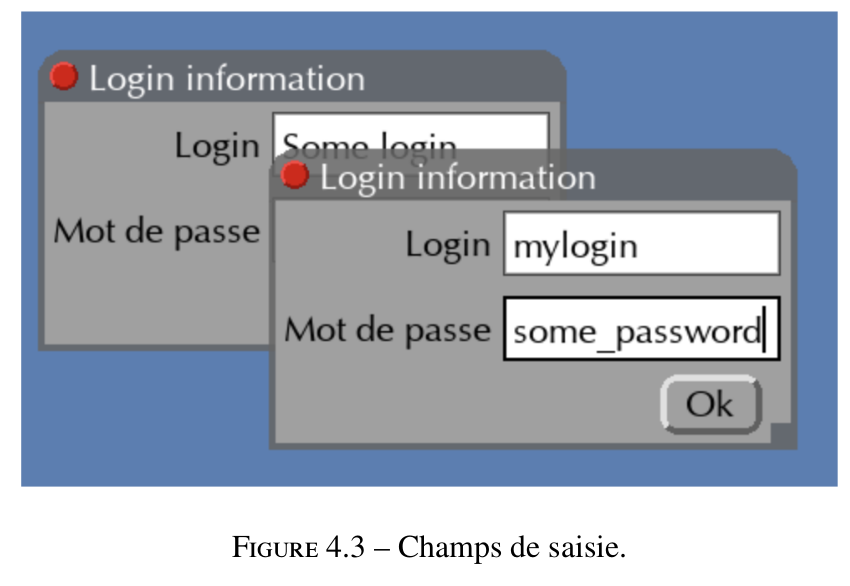 Login information
Login Some login
Mot de passe
Login information
Login mylogin
Mot de passe some_password
Ok
FIGURE 4.3 – Champs de saisie.